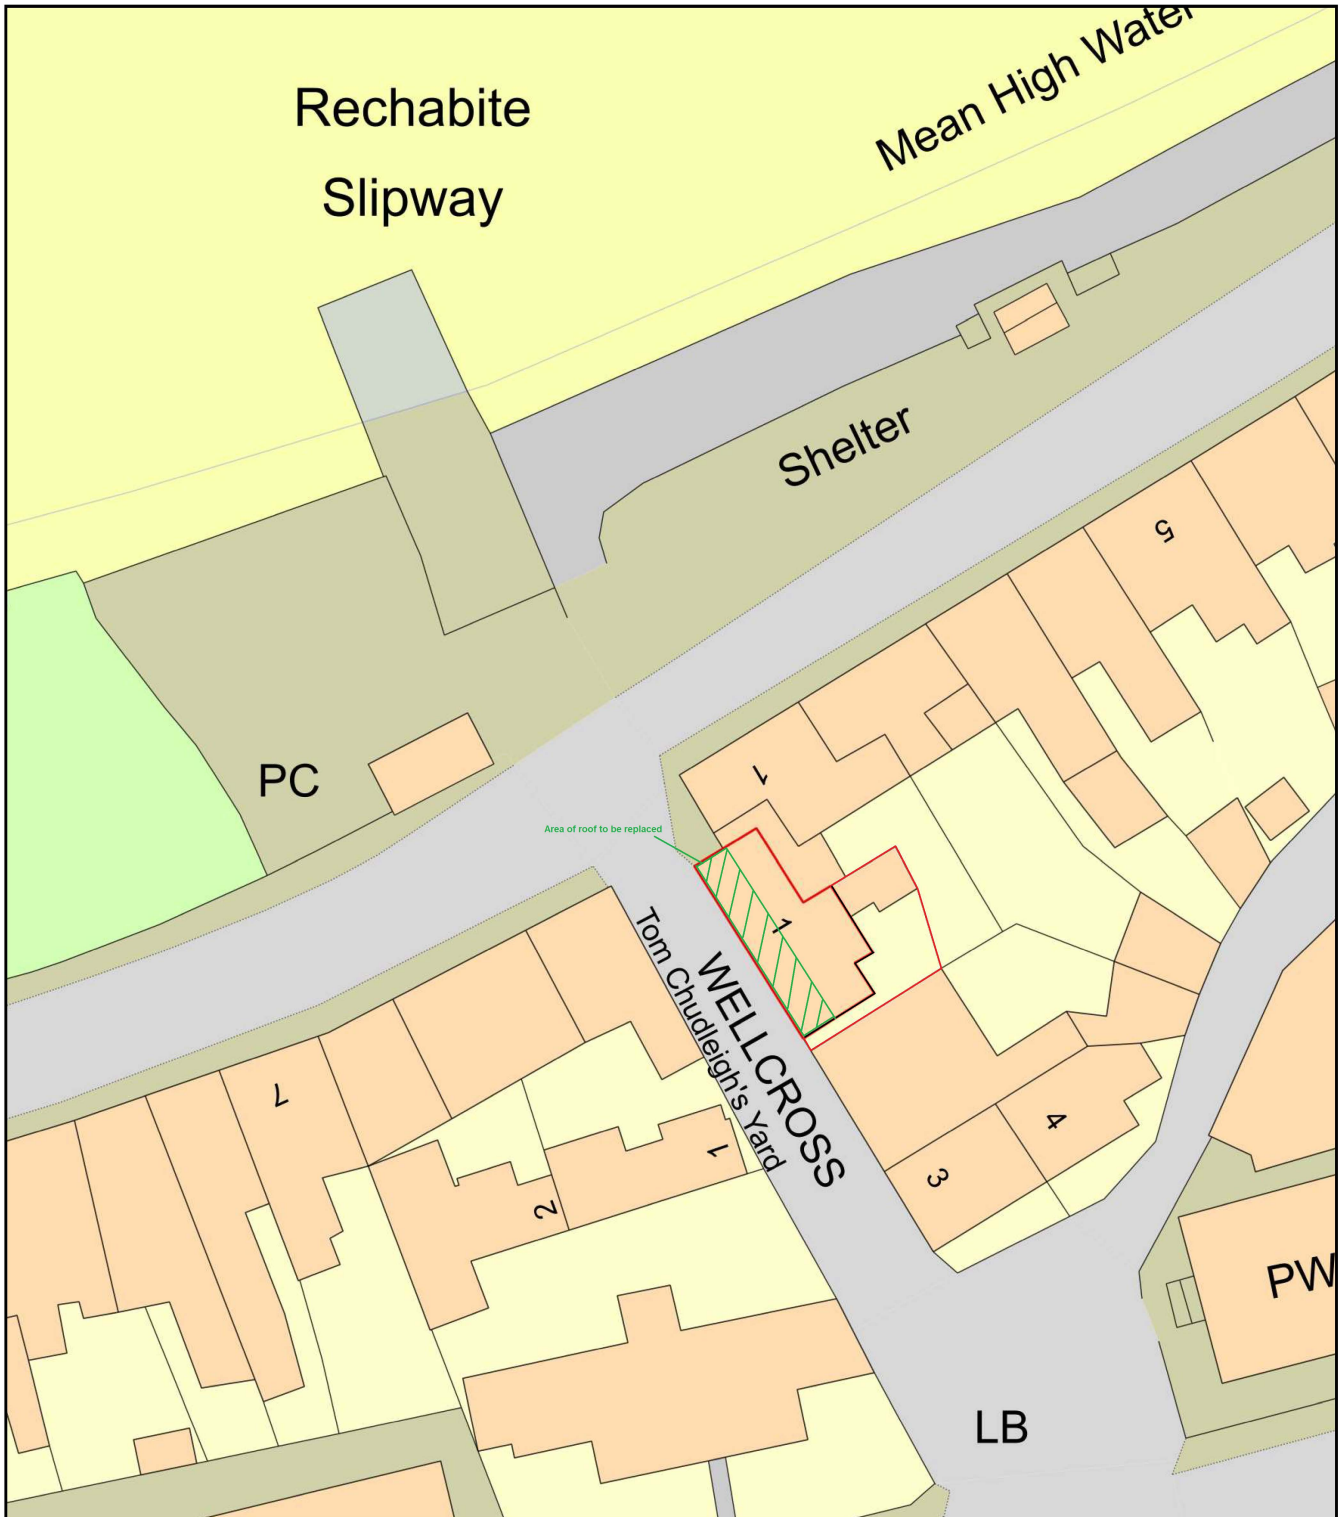 Mean High Water
Rechabite
Slipway
Shelter
5
1
PC
Area of roof to be replaced
1
WELLCROSS
Tom Chudleigh's Yard
7
1
2
4
3
PW
LB